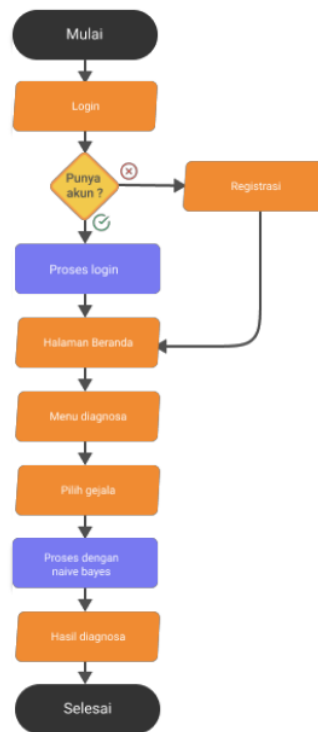 Mulai
Login
Punya
akun ?
Registrasi
Proses login
Halaman Beranda
Menu diagnosa
Pilih gejala
Proses dengan
naive bayes
Hasil diagnosa
Selesai